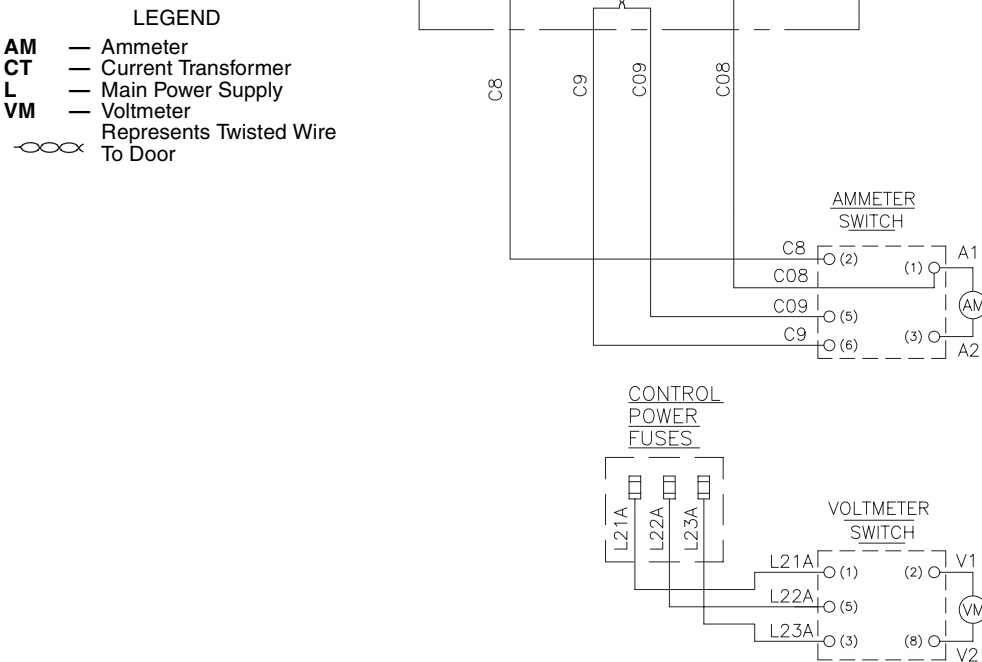 LEGEND
AM — Ammeter
CT — Current Transformer
L — Main Power Supply
VM — Voltmeter
Represents Twisted Wire
To Door
C8
C9
C09
C08
AMMETER
SWITCH
C8
(2)
(1)
A1
C08
AM
C09
(5)
C9
(6)
(3)
A2
CONTROL
POWER
FUSES
L21A
L22A
L23A
VOLTMETER
SWITCH
L21A
(1)
(2)
V1
L22A
(5)
VM
L23A
(3)
(8)
V2